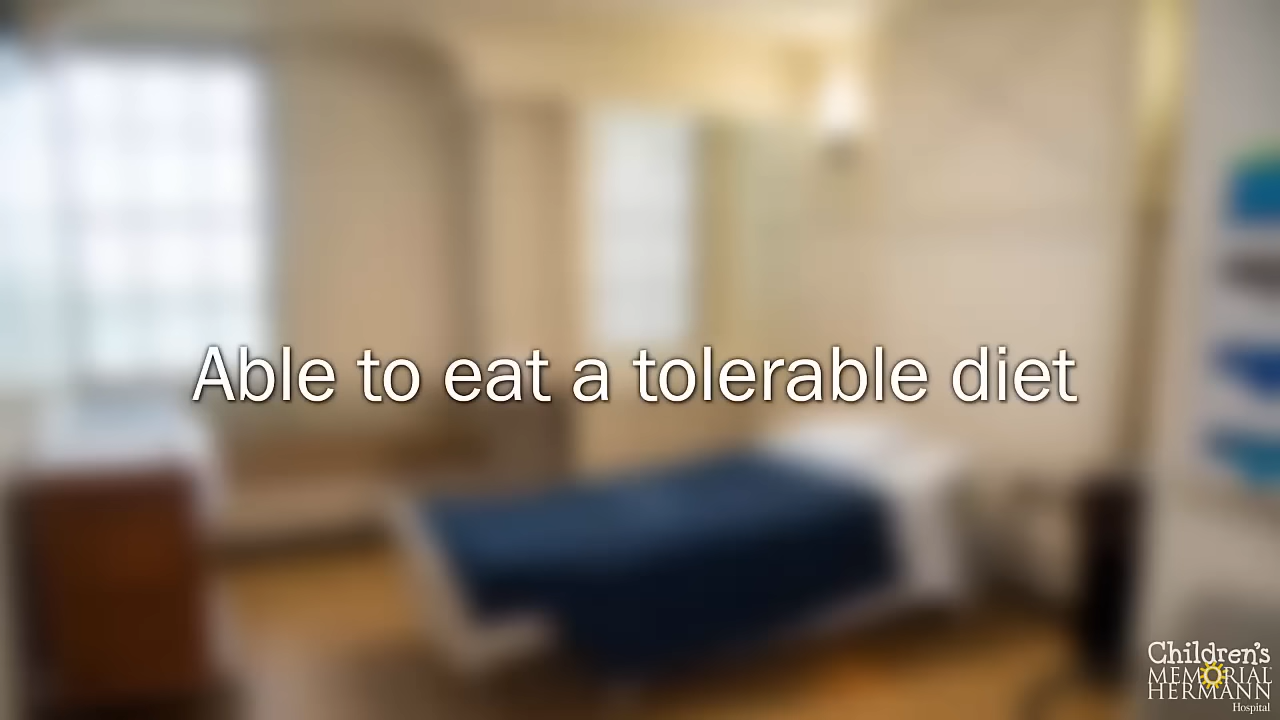 Able to eat a tolerable diet
Children's
MEMORIAL
HERMANN
Hospital